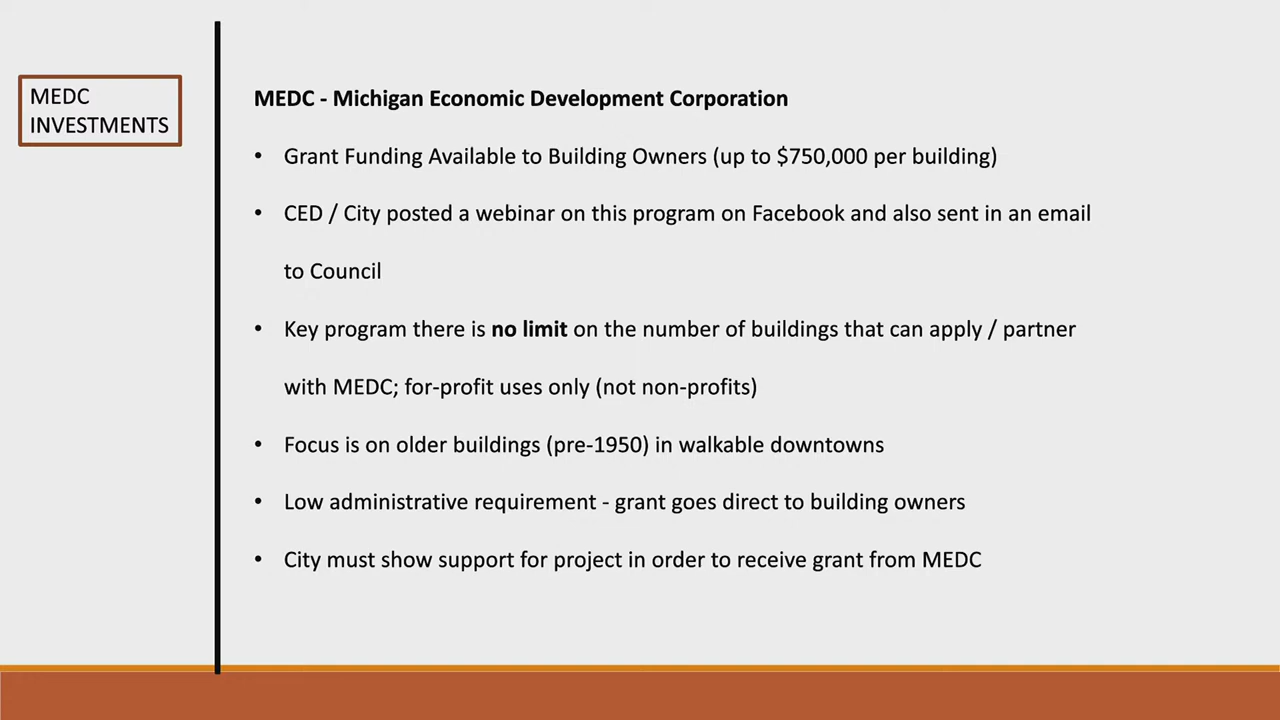 MEDC
INVESTMENTS
MEDC - Michigan Economic Development Corporation
• Grant Funding Available to Building Owners (up to $750,000 per building)
• CED / City posted a webinar on this program on Facebook and also sent in an email
to Council
• Key program there is no limit on the number of buildings that can apply / partner
with MEDC; for-profit uses only (not non-profits)
• Focus is on older buildings (pre-1950) in walkable downtowns
• Low administrative requirement - grant goes direct to building owners
• City must show support for project in order to receive grant from MEDC